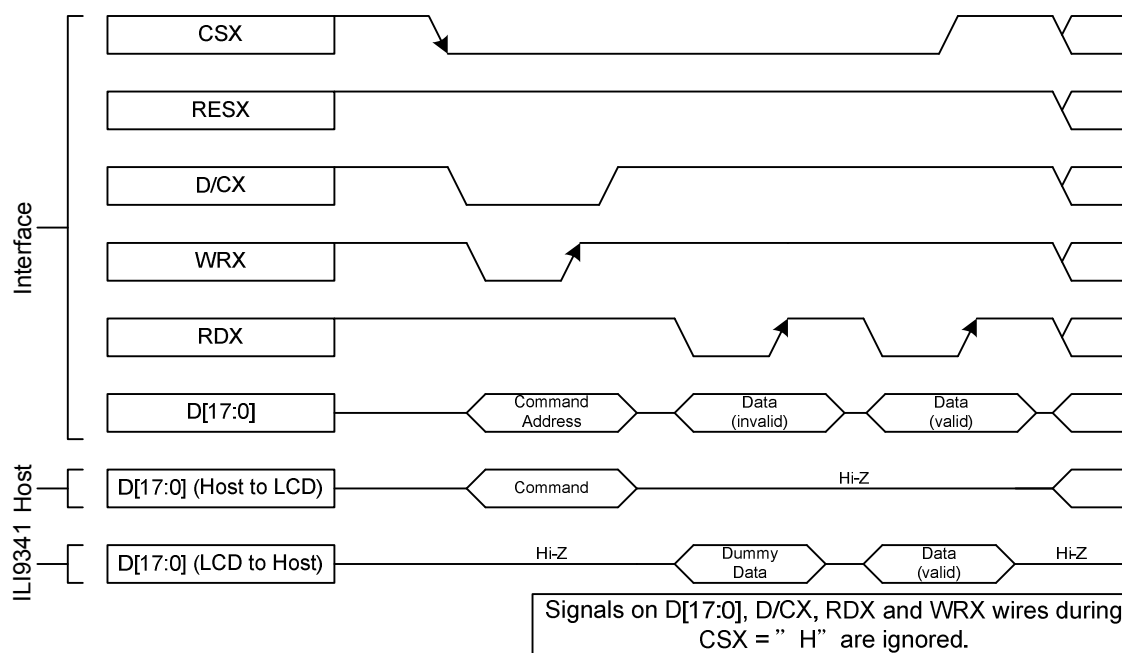 CSX
RESX
D/CX
WRX
RDX
D[17:0]
Command
Address
Data
(invalid)
Data
(valid)
D[17:0] (Host to LCD)
Command
Hi-Z
D[17:0] (LCD to Host)
Hi-Z
Dummy
Data
Data
(valid)
Hi-Z
Interface
Host
ILI9341
Signals on D[17:0], D/CX, RDX and WRX wires during
CSX = ” H” are ignored.